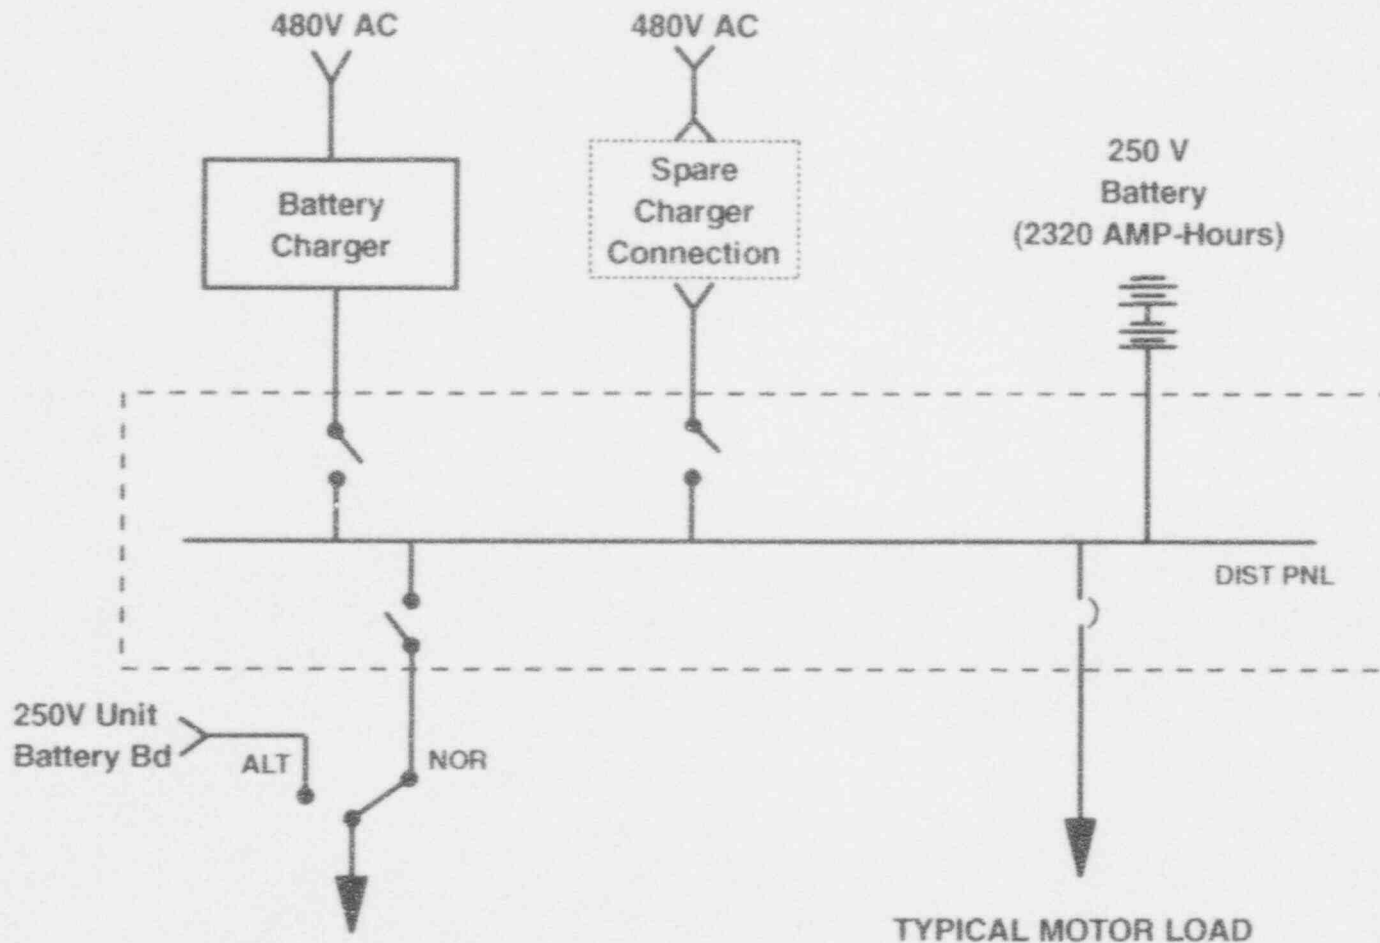 480V AC
480V AC
Battery
Charger
Spare
Charger
Connection
250 V
Battery
(2320 AMP-Hours)
DIST PNL
250V Unit
Battery Bd
ALT
NOR
TYPICAL MOTOR LOAD